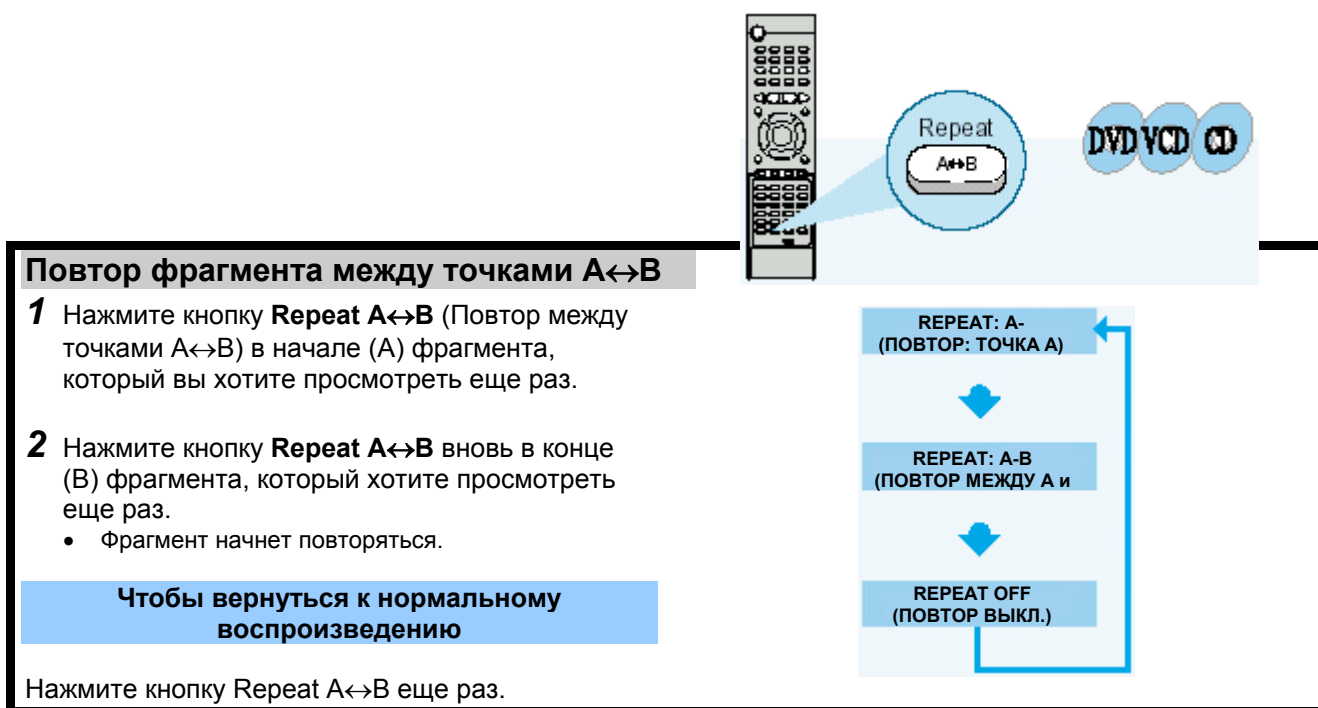 Repeat
A↔B
DVD VCD CD
Повтор фрагмента между точками A↔B
1 Нажмите кнопку Repeat A↔B (Повтор между
точками A↔B) в начале (A) фрагмента,
который вы хотите просмотреть еще раз.
2 Нажмите кнопку Repeat A↔B вновь в конце
(B) фрагмента, который хотите просмотреть
еще раз.
• Фрагмент начнет повторяться.
Чтобы вернуться к нормальному
воспроизведению
Нажмите кнопку Repeat A↔B еще раз.
REPEAT: A-
(ПОВТОР: ТОЧКА A)
REPEAT: A-B
(ПОВТОР МЕЖДУ А и
REPEAT OFF
(ПОВТОР ВЫКЛ.)